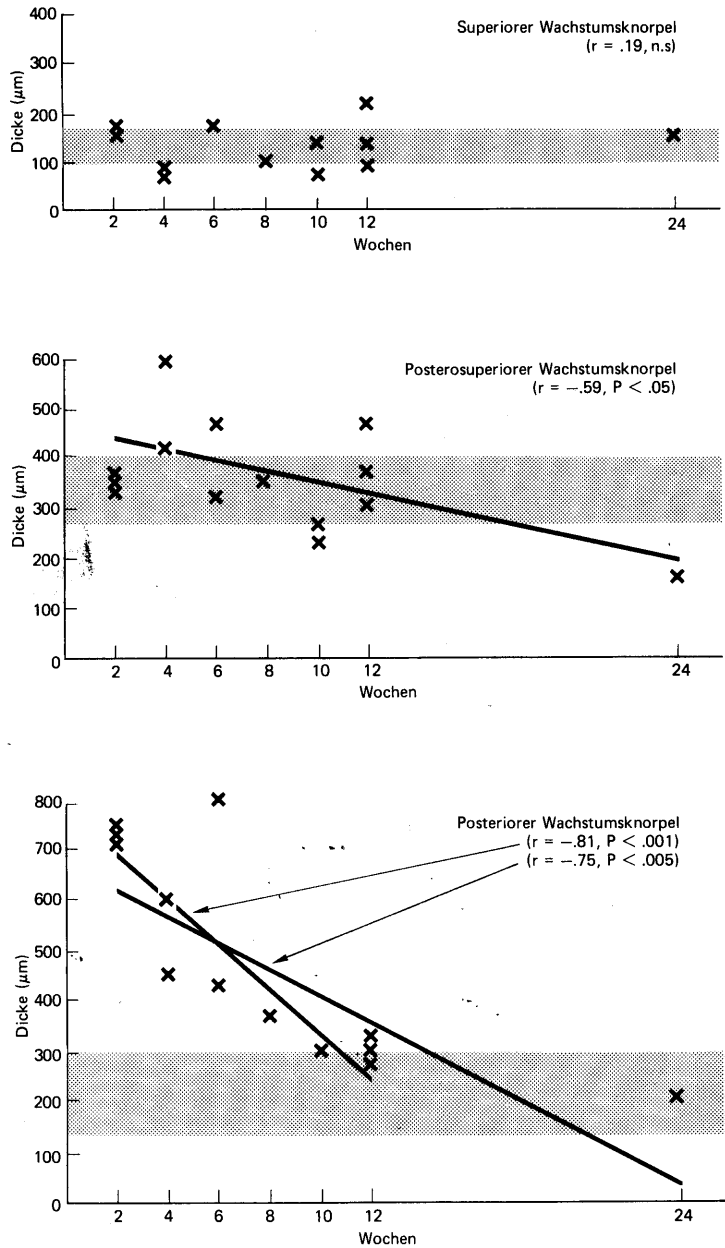 Superiorer Wachstumsknorpel
(r = .19, n.s)
Dicke (µm)
400
300
200
100
0
2 4 6 8 10 12 24
Wochen
Posterosuperiorer Wachstumsknorpel
(r = —.59, P < .05)
Dicke (µm)
600
500
400
300
200
100
0
2 4 6 8 10 12 24
Wochen
Posteriorer Wachstumsknorpel
(r = —.81, P < .001)
(r = —.75, P < .005)
Dicke (µm)
800
700
600
500
400
300
200
100
0
2 4 6 8 10 12 24
Wochen